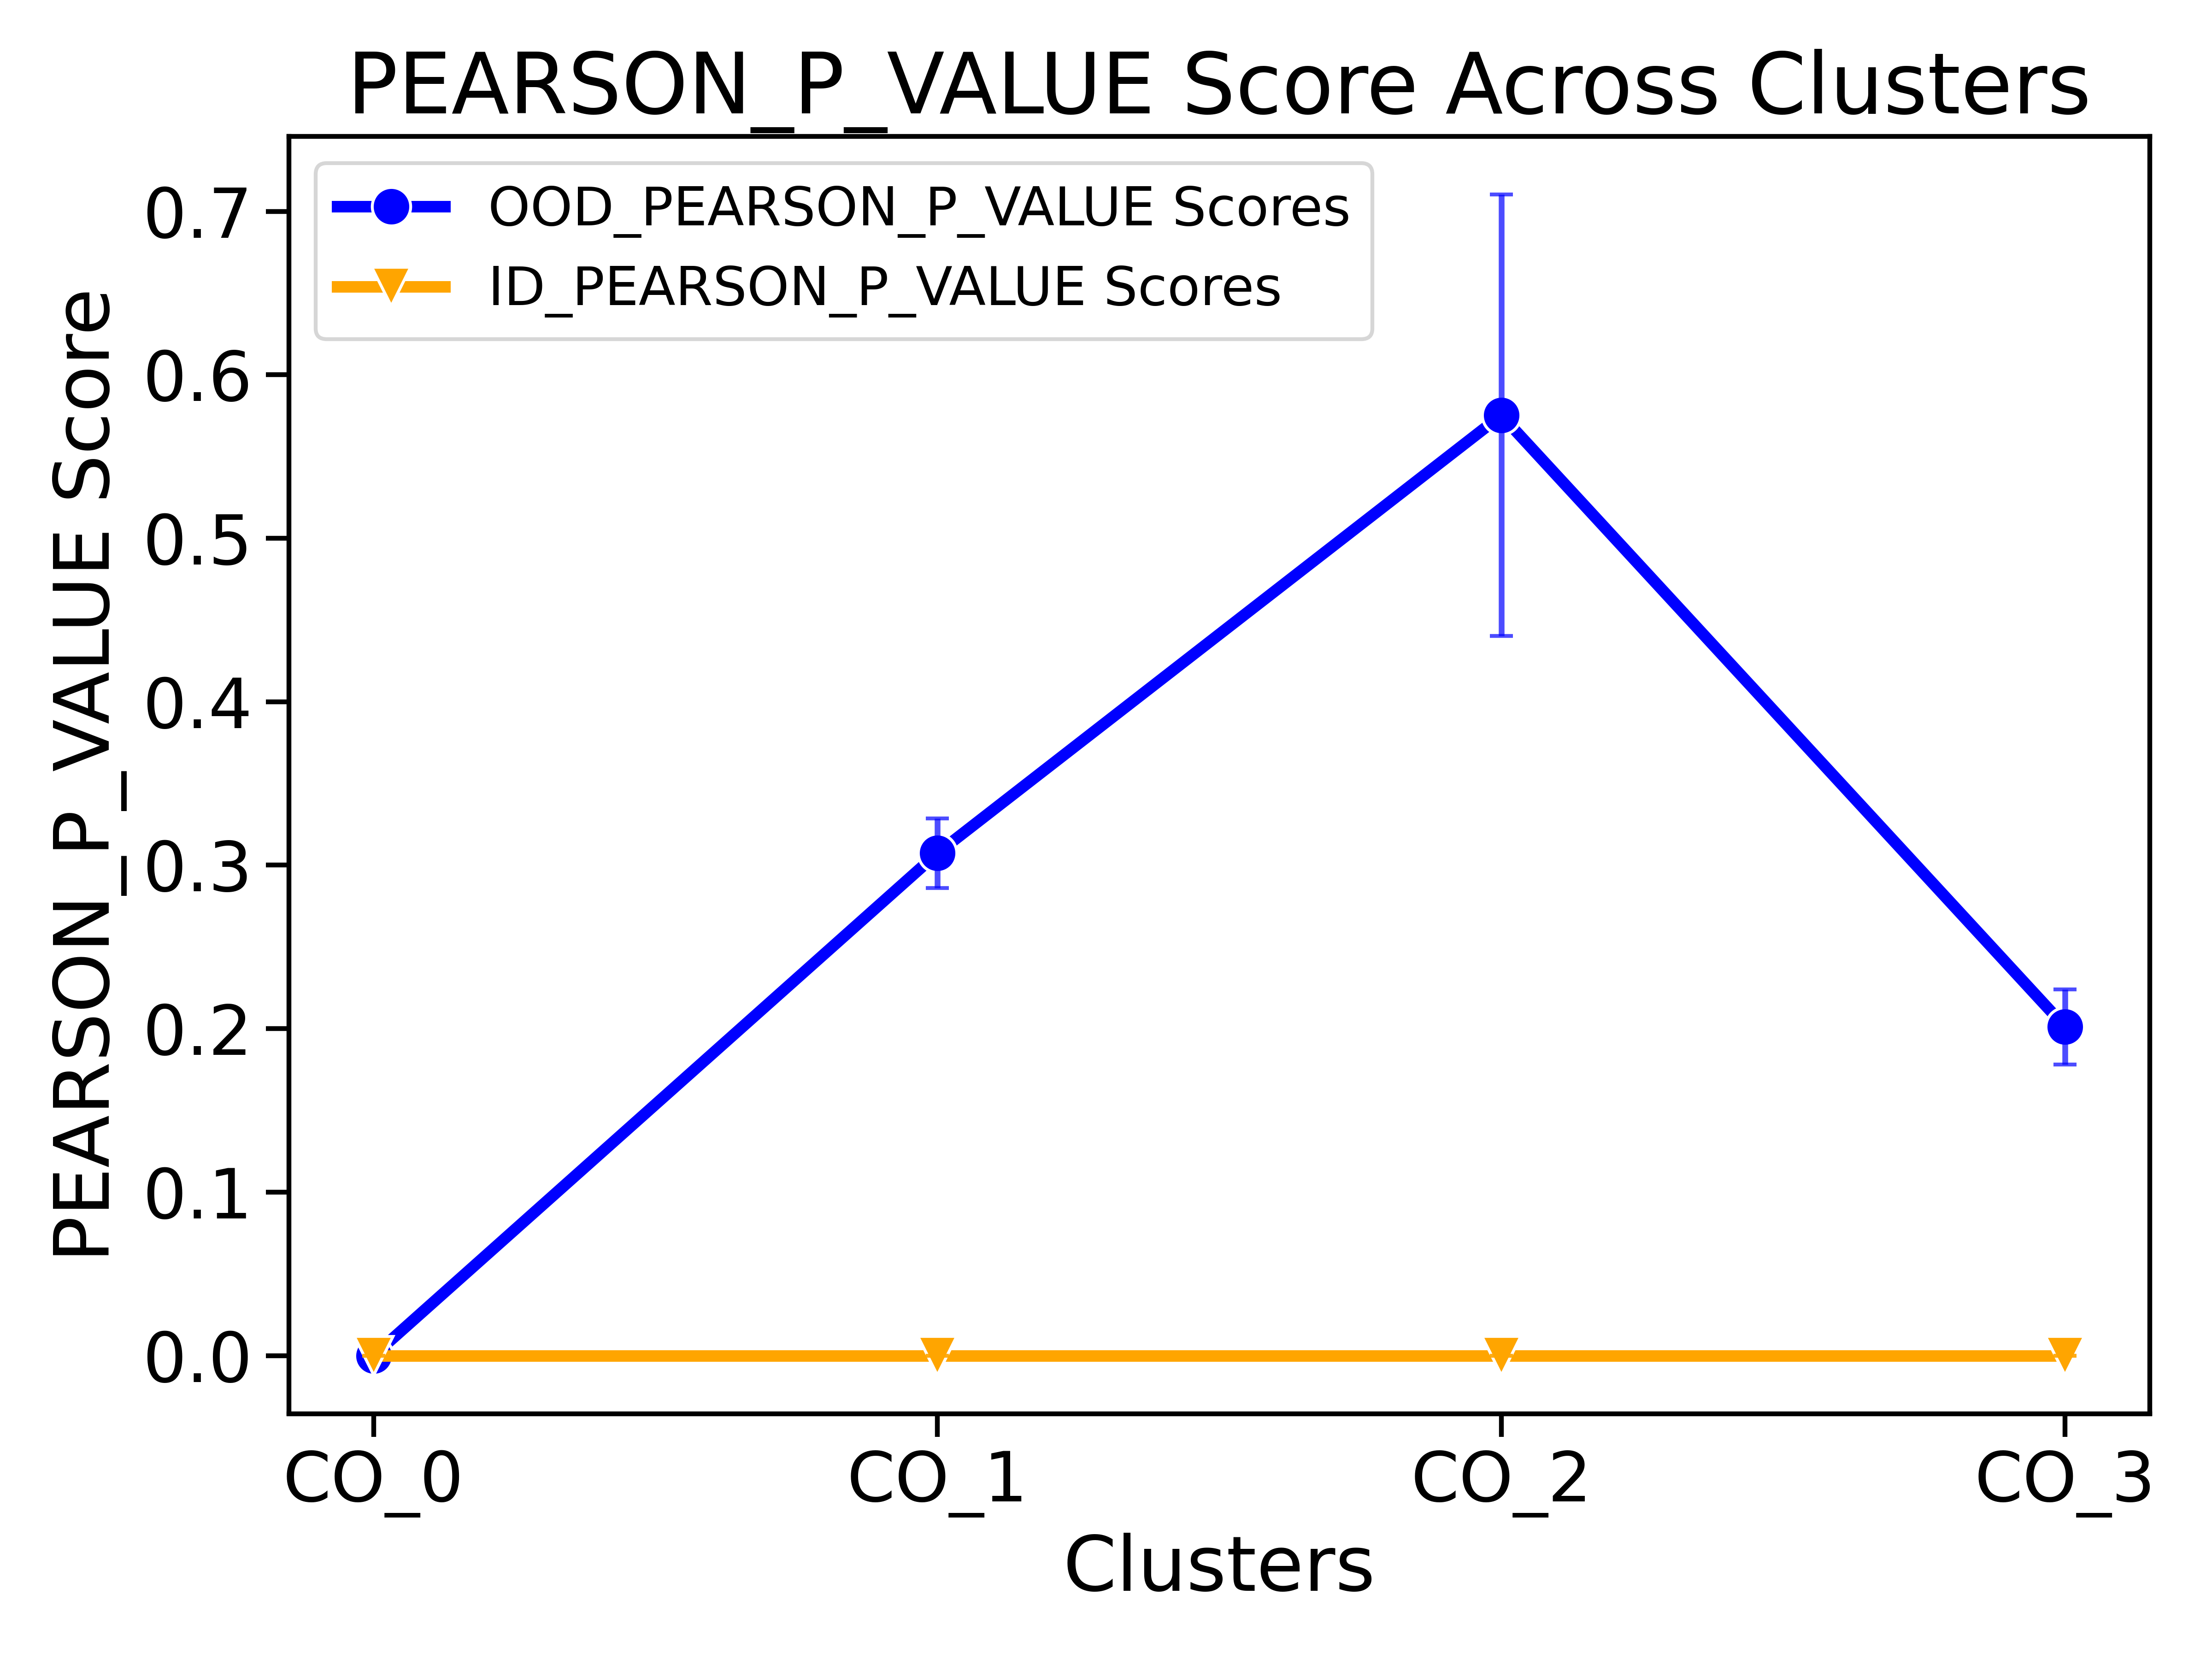 PEARSON_P_VALUE Score Across Clusters
OOD_PEARSON_P_VALUE Scores
ID_PEARSON_P_VALUE Scores
PEARSON_P_VALUE Score
0.7
0.6
0.5
0.4
0.3
0.2
0.1
0.0
CO_0 CO_1 CO_2 CO_3
Clusters